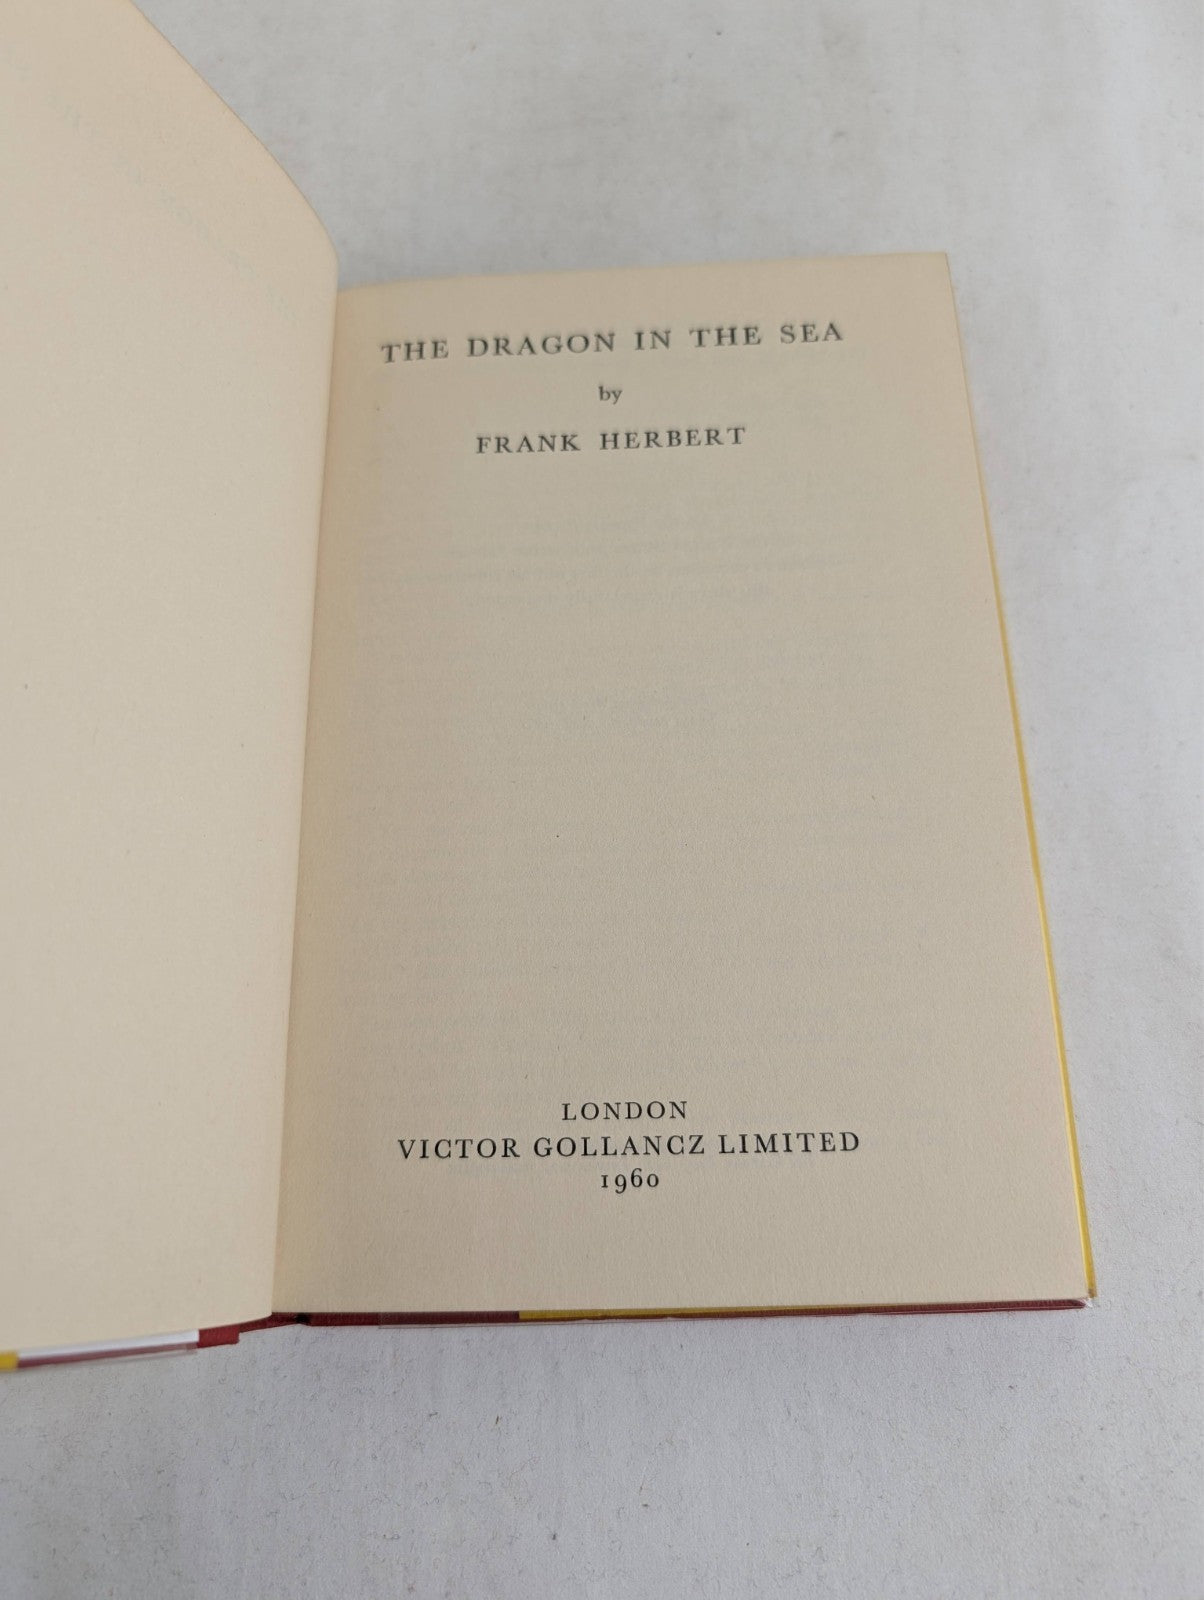 THE DRAGON IN THE SEA
by
FRANK HERBERT
LONDON
VICTOR GOLLANCZ LIMITED
1960